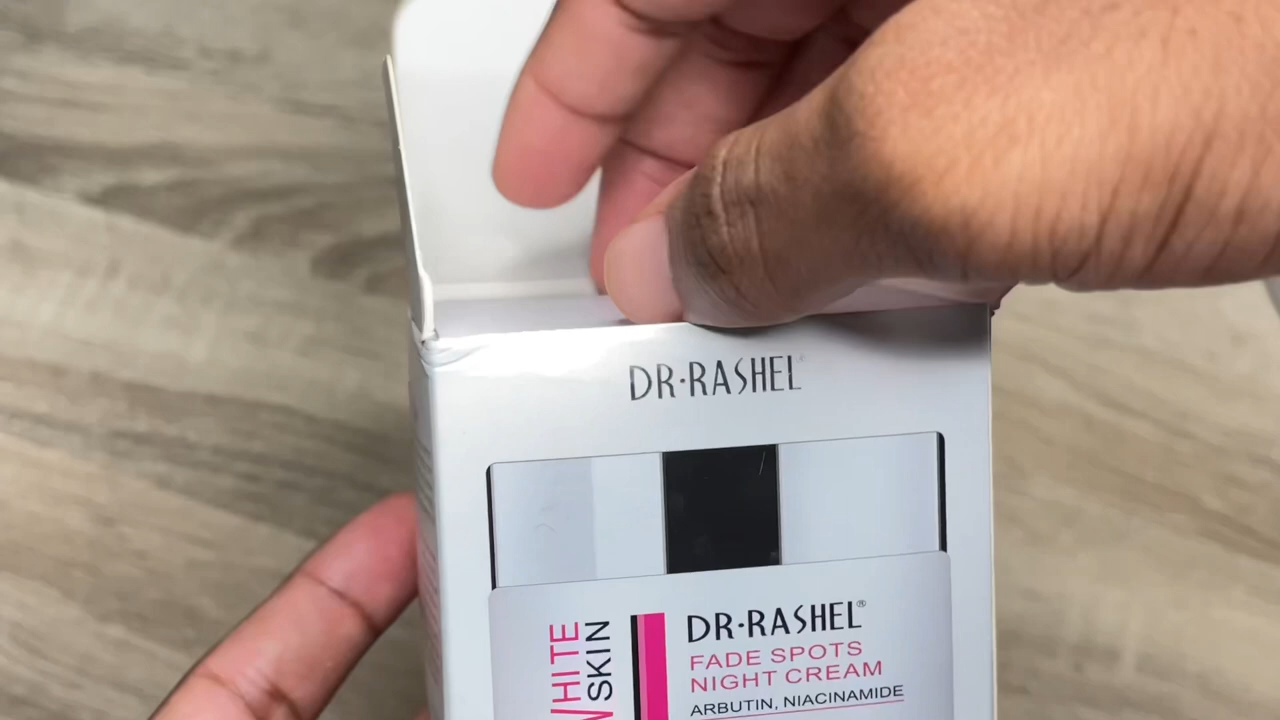 DR·RASHEL
WHITE
SKIN
DR·RASHEL®
FADE SPOTS
NIGHT CREAM
ARBUTIN, NIACINAMIDE